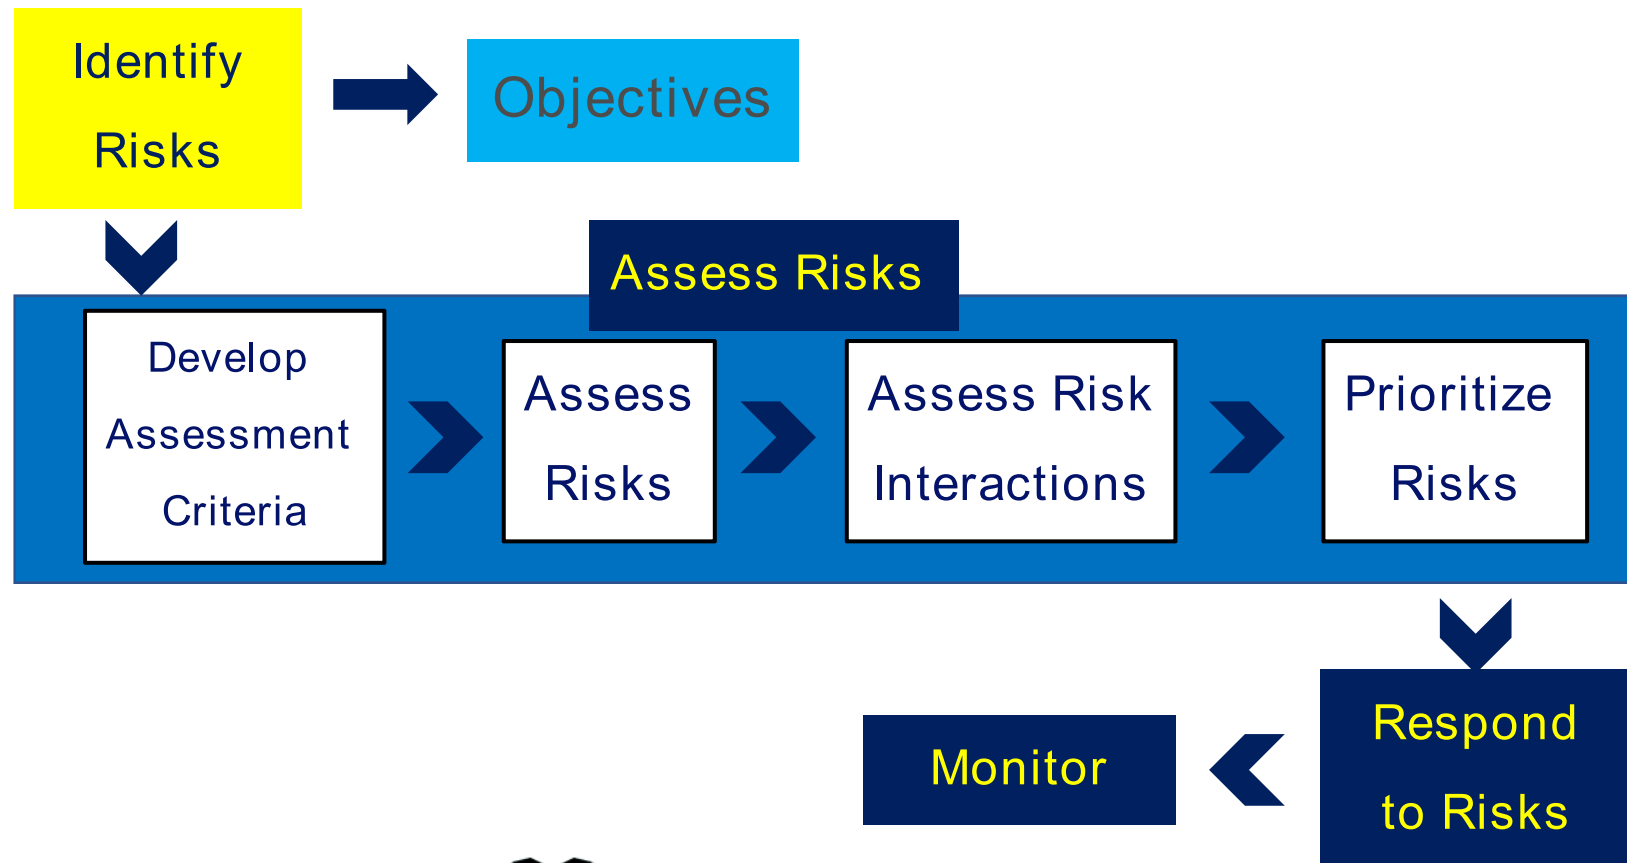 Identify
Risks
Objectives
Assess Risks
Develop
Assessment
Criteria
Assess
Risks
Assess Risk
Interactions
Prioritize
Risks
Respond
to Risks
Monitor